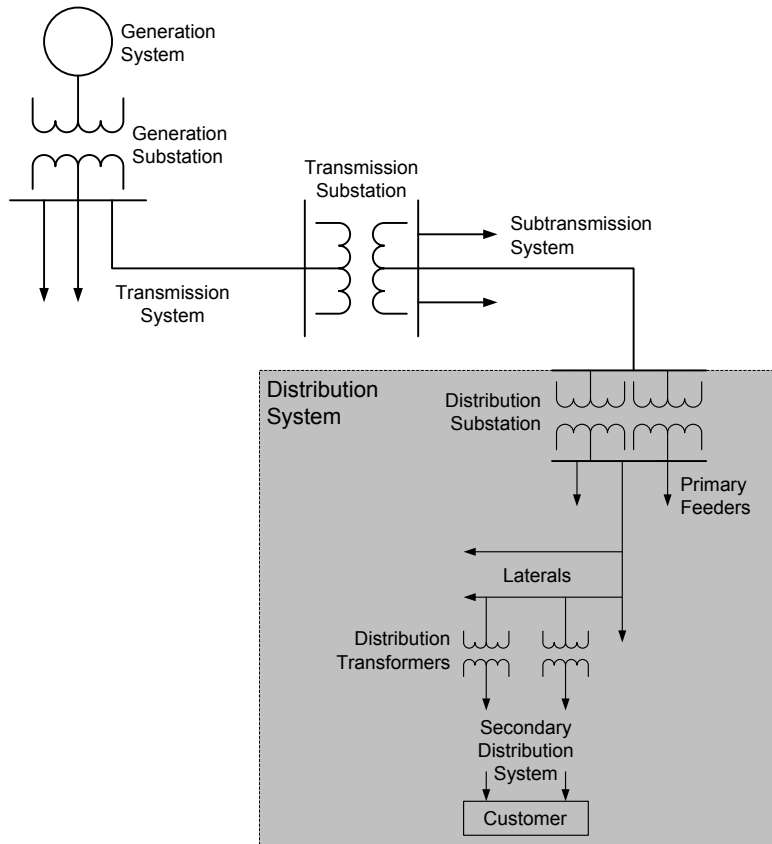 Generation
System
Generation
Substation
Transmission
Substation
Subtransmission
System
Transmission
System
Distribution
System
Distribution
Substation
Primary
Feeders
Laterals
Distribution
Transformers
Secondary
Distribution
System
Customer